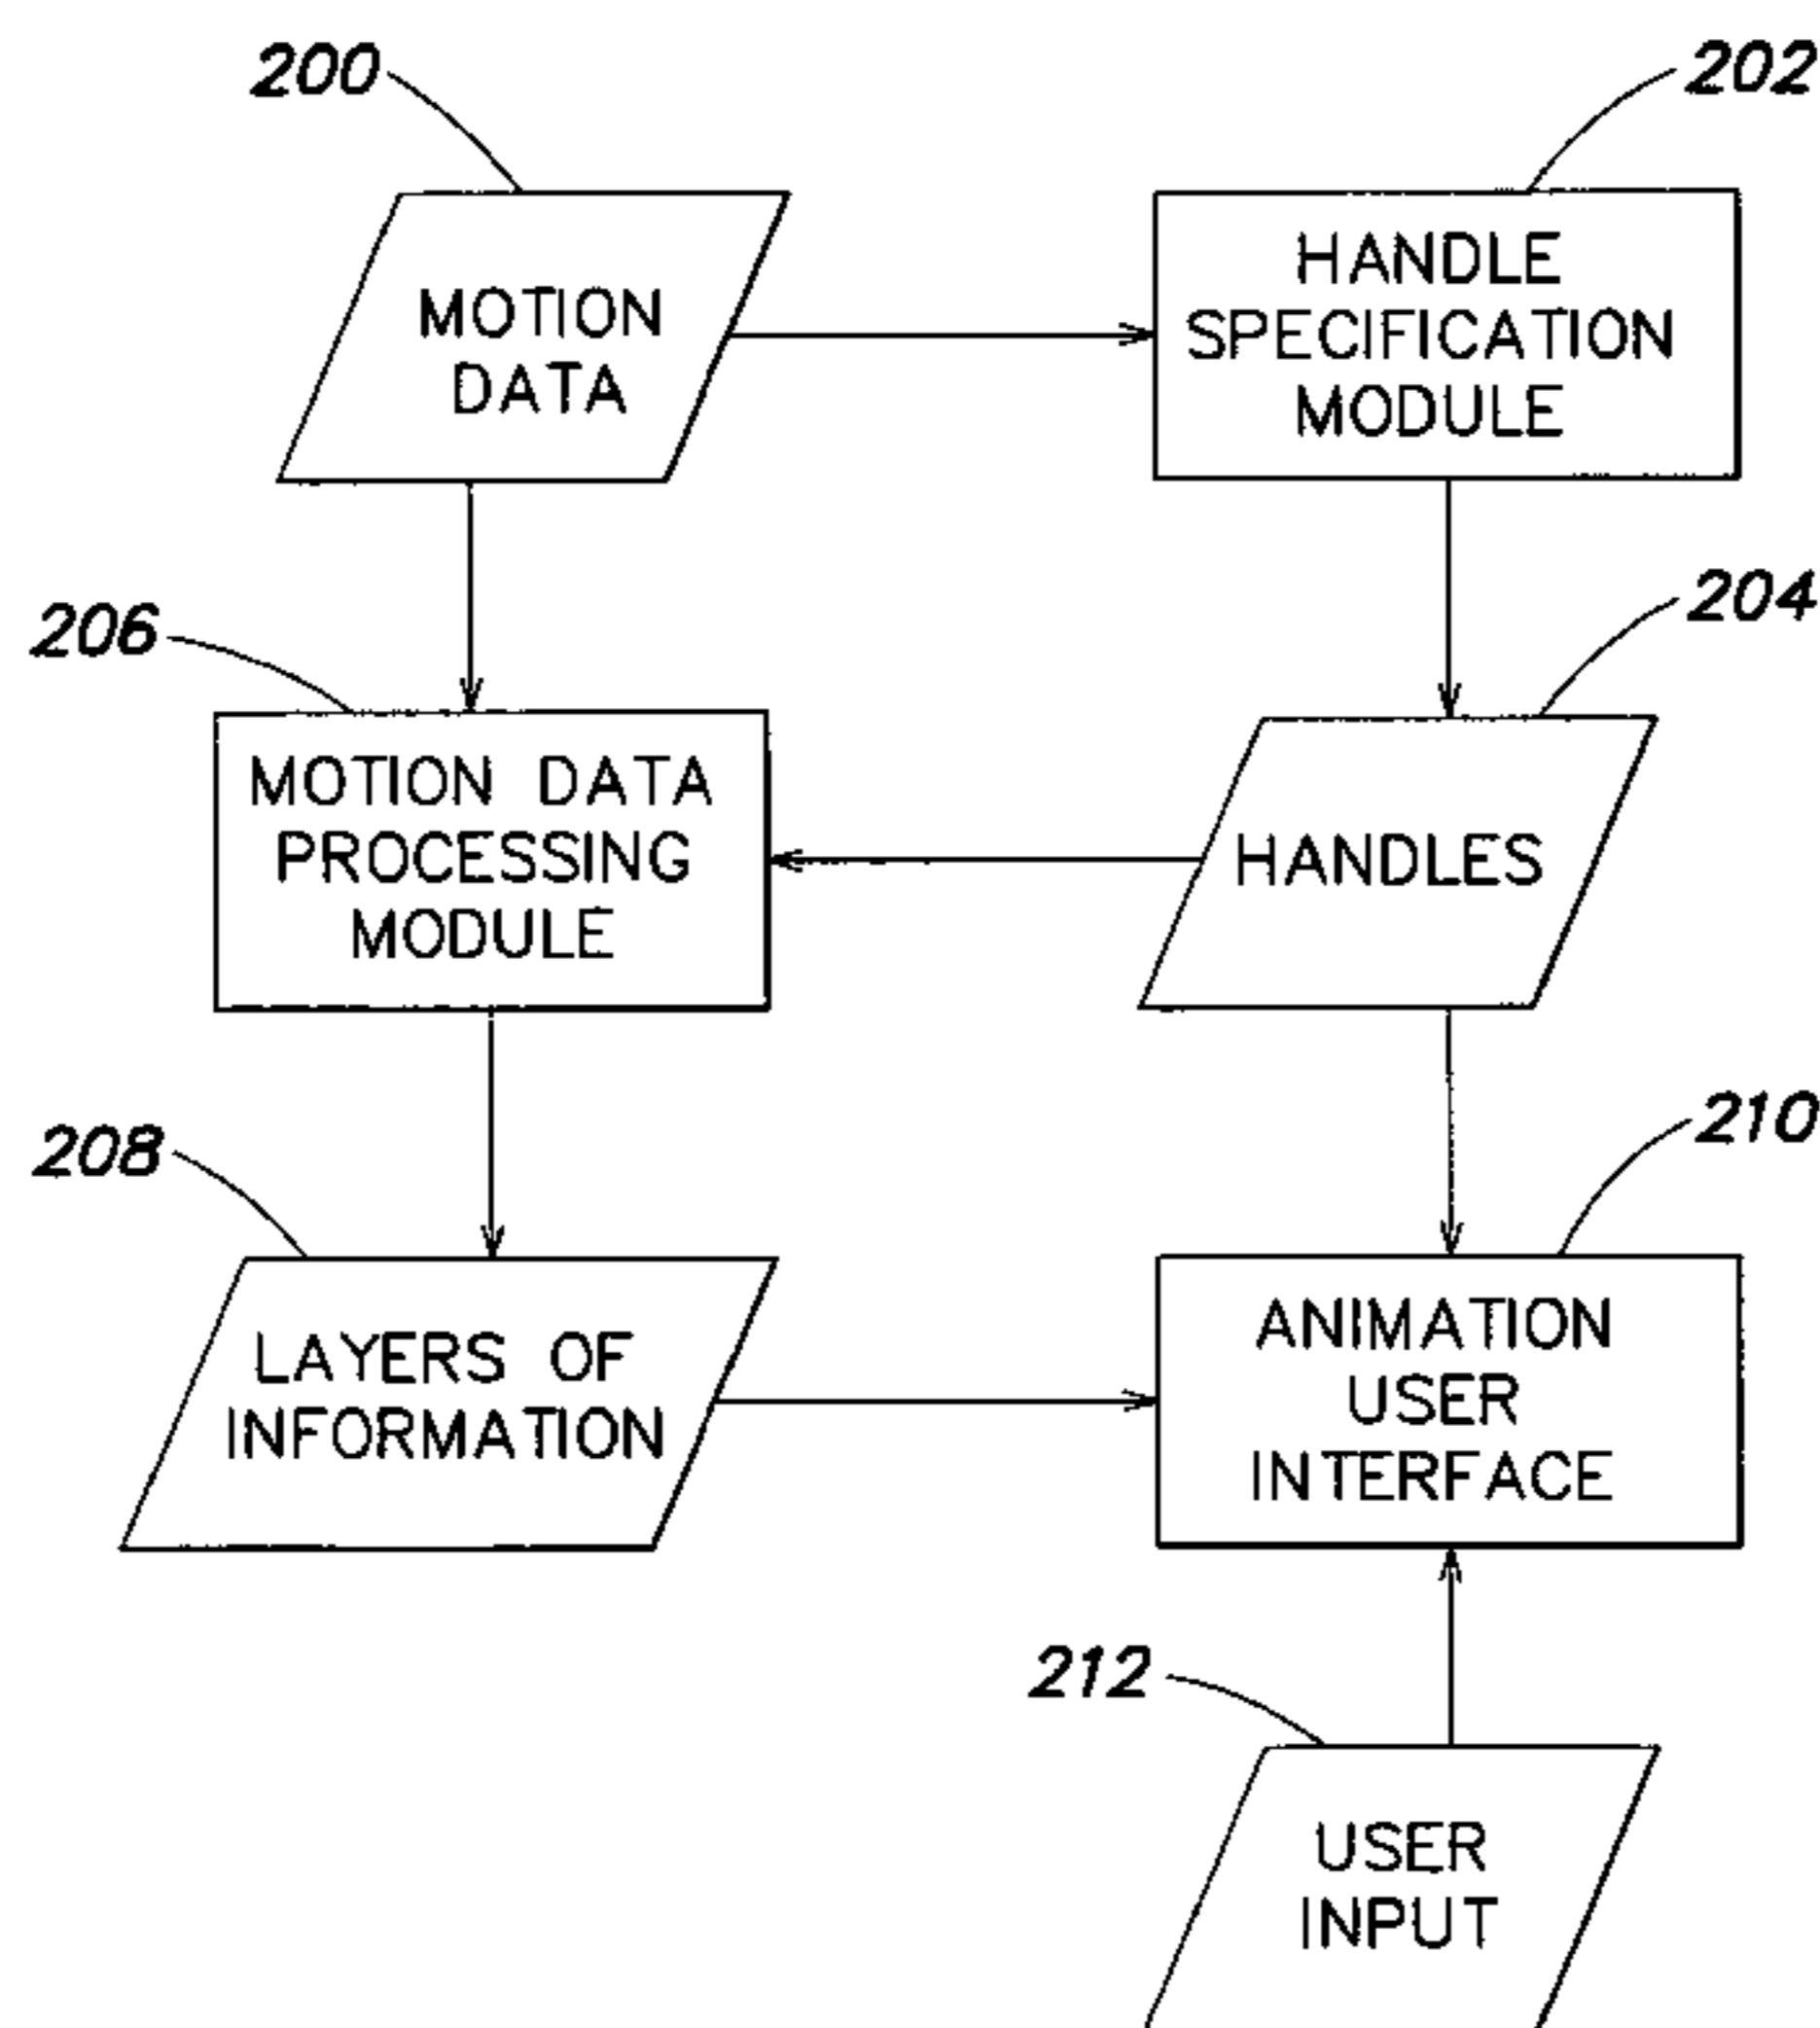 200
202
MOTION
DATA
HANDLE
SPECIFICATION
MODULE
206
204
MOTION DATA
PROCESSING
MODULE
HANDLES
208
210
LAYERS OF
INFORMATION
ANIMATION
USER
INTERFACE
212
USER
INPUT